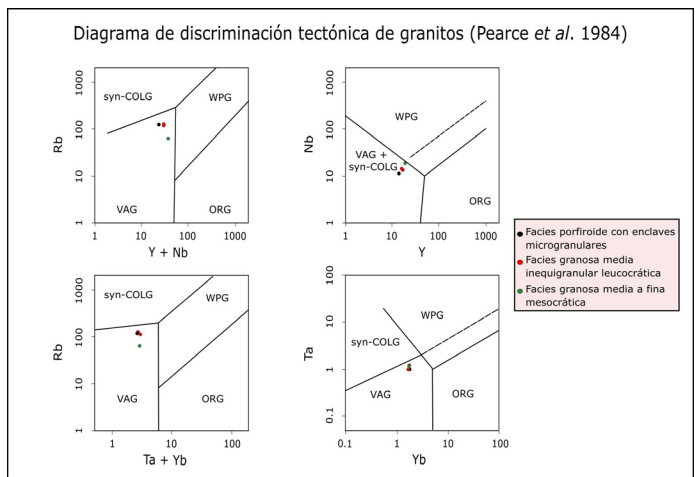 Diagrama de discriminación tectónica de granitos (Pearce et al. 1984)
1000
100
10
1
Rb
syn-COLG
WPG
VAG
ORG
1
10
100
1000
Y + Nb
1000
100
10
1
Nb
WPG
VAG +
syn-COLG
ORG
1
10
100
1000
Y
1000
100
10
1
Rb
syn-COLG
WPG
VAG
ORG
1
10
100
Ta + Yb
100
10
1
0.1
Ta
WPG
syn-COLG
VAG
ORG
0.1
1
10
100
Yb
Facies porfiroide con enclaves
microgranulares
Facies granosa media
inequigranular leucocrática
Facies granosa media a fina
mesocrática